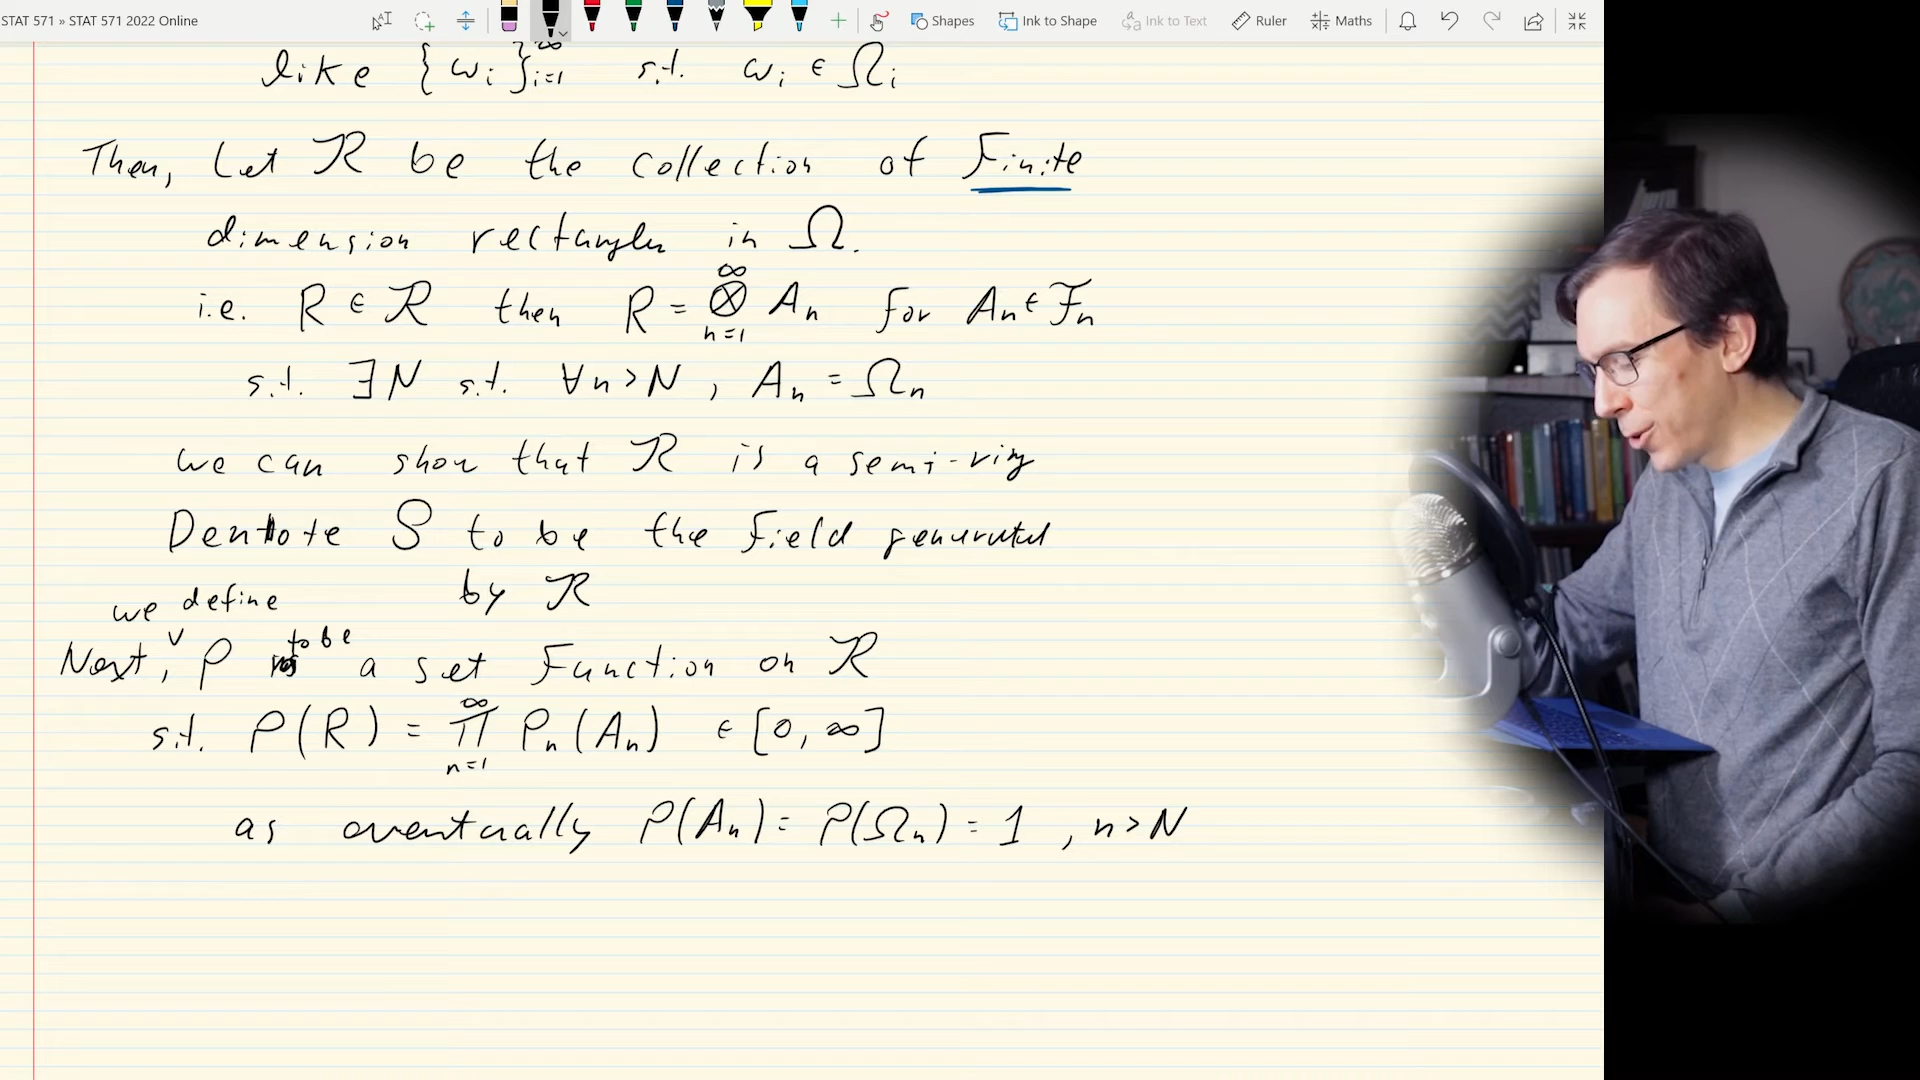 STAT 571 » STAT 571 2022 Online
Shapes Ink to Shape Ink to Text Ruler Maths
like {ωᵢ}ᵢ₌₁^∞ s.t. ωᵢ ∈ Ωᵢ
Then, Let ℛ be the collection of Finite
dimension rectangles in Ω.
i.e. R ∈ ℛ then R = ⊗_{n=1}^∞ Aₙ for Aₙ ∈ ℱₙ
s.t. ∃N s.t. ∀n>N, Aₙ = Ωₙ
we can show that ℛ is a semi-ring
Denote S to be the field generated
by ℛ
we define
Next, ^ P to be a set Function on ℛ
s.t. P(R) = ∏_{n=1}^∞ Pₙ(Aₙ) ∈ [0, ∞]
as eventually P(Aₙ) = P(Ωₙ) = 1, n>N